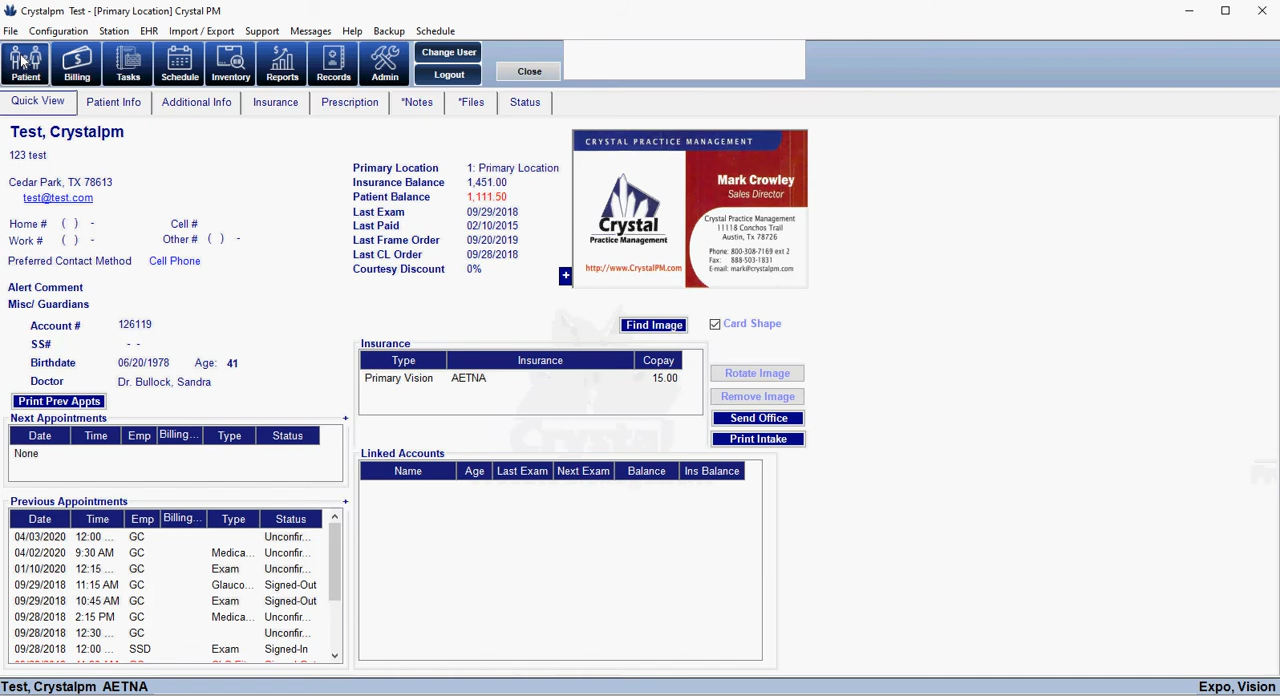 Crystalpm Test - [Primary Location] Crystal PM
File Configuration Station EHR Import / Export Support Messages Help Backup Schedule
Patient Billing Tasks Schedule Inventory Reports Records Admin
Change User
Logout
Close
Quick View Patient Info Additional Info Insurance Prescription *Notes *Files Status
Test, Crystalpm
123 test
Cedar Park, TX 78613
test@test.com
Home # ( ) - Cell #
Work # ( ) - Other # ( ) -
Preferred Contact Method Cell Phone
Alert Comment
Misc/ Guardians
Account # 126119
SS# - -
Birthdate 06/20/1978 Age: 41
Doctor Dr. Bullock, Sandra
Print Prev Appts
Primary Location 1: Primary Location
Insurance Balance 1,451.00
Patient Balance 1,111.50
Last Exam 09/29/2018
Last Paid 02/10/2015
Last Frame Order 09/20/2019
Last CL Order 09/28/2018
Courtesy Discount 0%
+
CRYSTAL PRACTICE MANAGEMENT
Crystal
Practice Management
http://www.CrystalPM.com
Mark Crowley
Sales Director
Crystal Practice Management
11118 Conchos Trail
Austin, Tx 78726
Phone: 800-308-7169 ext 2
Fax: 888-503-1831
E-mail: mark@crystalpm.com
Find Image Card Shape
Rotate Image
Remove Image
Send Office
Print Intake
Insurance
Type Insurance Copay
Primary Vision AETNA 15.00
Next Appointments +
Date Time Emp Billing... Type Status
None
Linked Accounts
Name Age Last Exam Next Exam Balance Ins Balance
Previous Appointments +
Date Time Emp Billing... Type Status
04/03/2020 12:00 ... GC Unconfir...
04/02/2020 9:30 AM GC Medica... Unconfir...
01/10/2020 12:15 ... GC Exam Unconfir...
09/29/2018 11:15 AM GC Glauco... Signed-Out
09/29/2018 10:45 AM GC Exam Signed-Out
09/28/2018 2:15 PM GC Medica... Unconfir...
09/28/2018 12:30 ... GC Unconfir...
09/28/2018 12:00 ... SSD Exam Signed-In
Test, Crystalpm AETNA
Expo, Vision